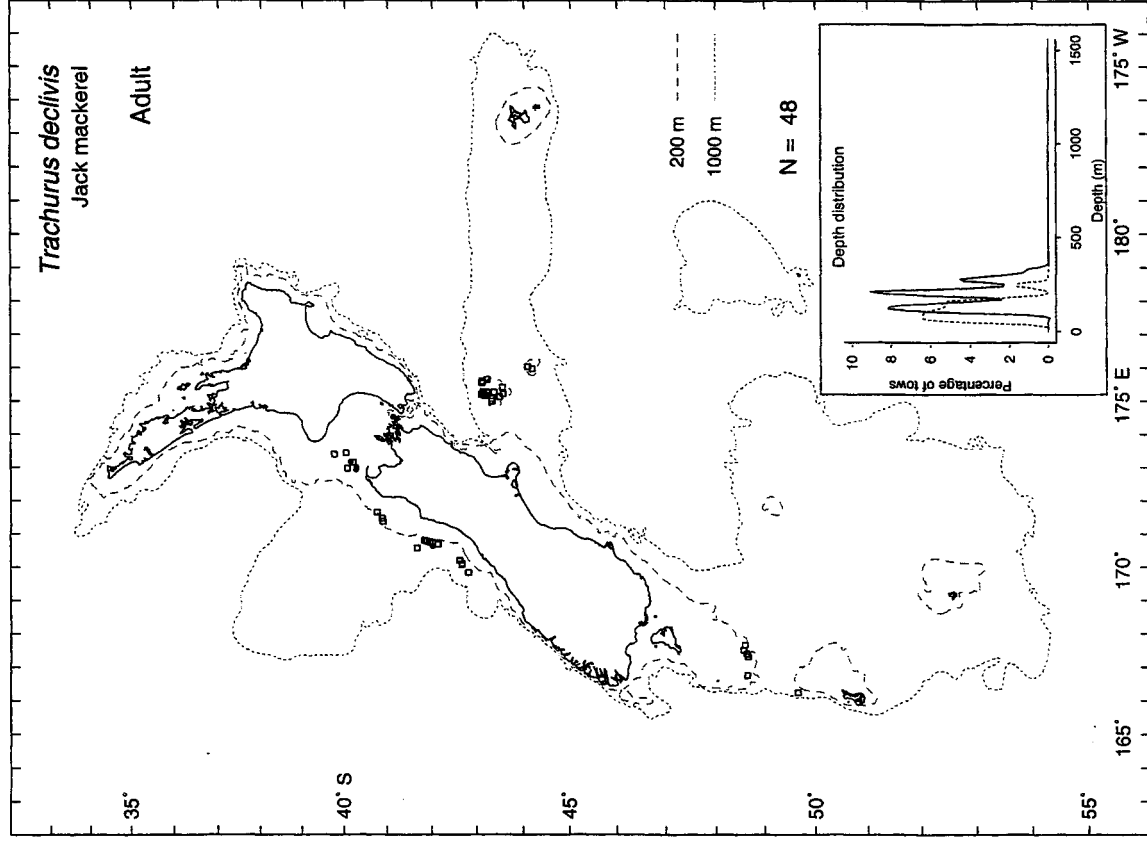 Trachurus declivis
Jack mackerel
Adult
35°
40° S
45°
50°
55°
165°
170°
175° E
180°
175° W
200 m
1000 m
N = 48
Depth distribution
Percentage of tows
10
8
6
4
2
0
0
500
1000
1500
Depth (m)